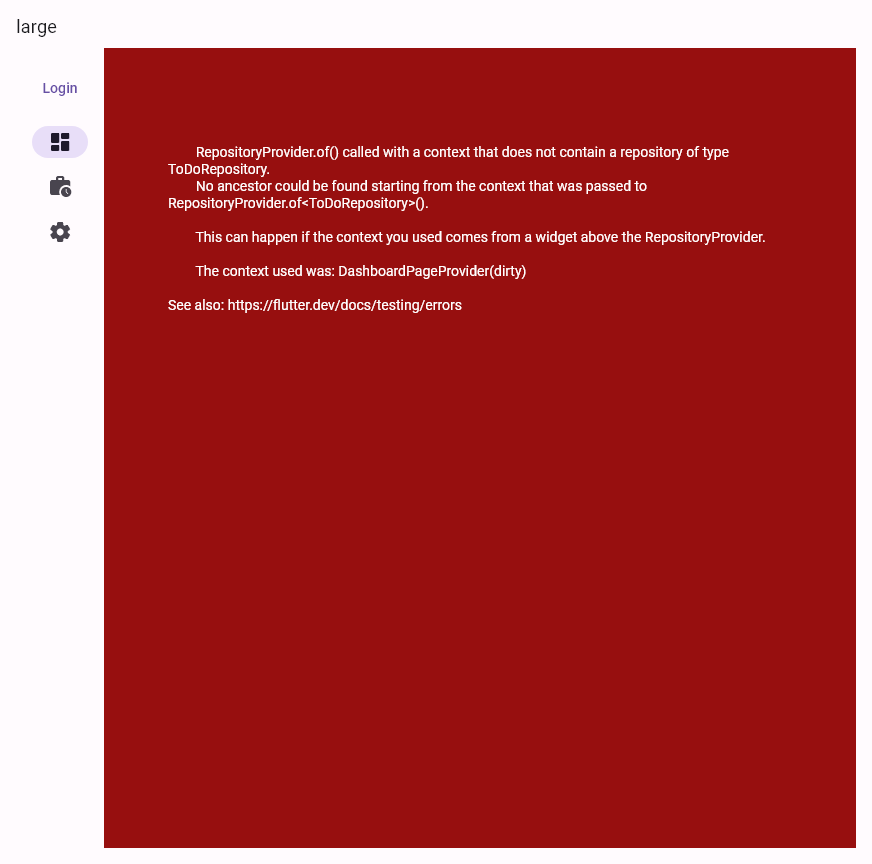 large
Login
RepositoryProvider.of() called with a context that does not contain a repository of type
ToDoRepository.
No ancestor could be found starting from the context that was passed to
RepositoryProvider.of<ToDoRepository>().
This can happen if the context you used comes from a widget above the RepositoryProvider.
The context used was: DashboardPageProvider(dirty)
See also: https://flutter.dev/docs/testing/errors